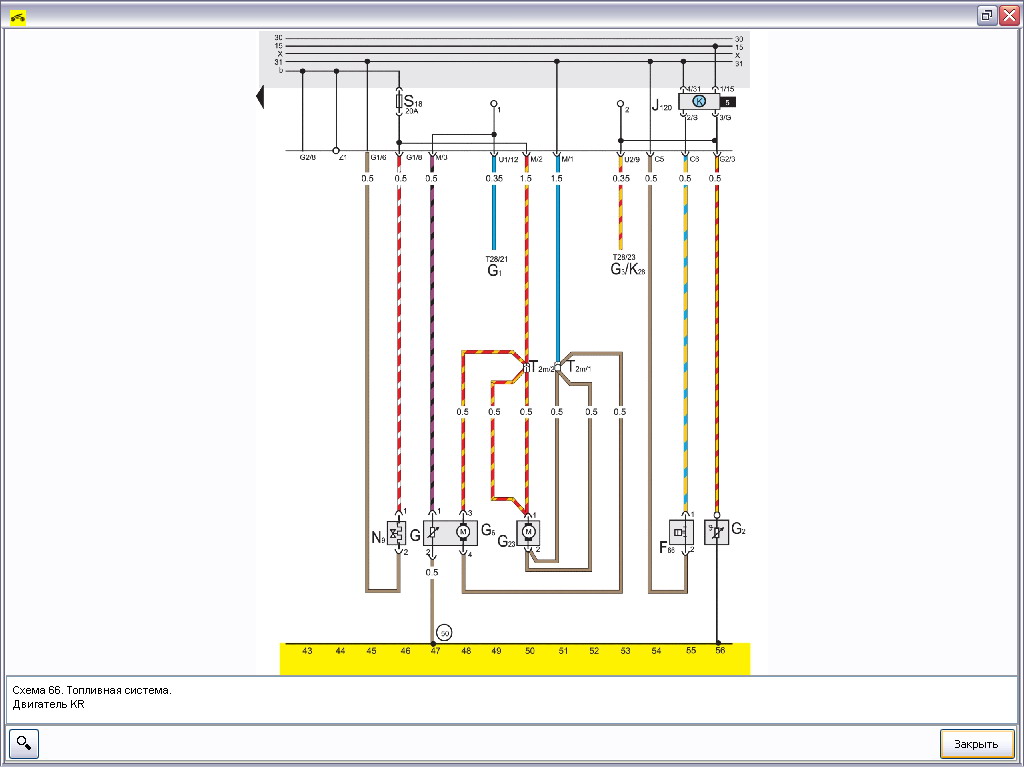 30 30
15 15
X X
31 31
b
S18
20A
1
2
J120
4/31 1/15
K
5
2/S 3/G
G2/8 Z1 G1/6 G1/8 M/3 U1/12 M/2 M/1 U2/9 C5 C6 G2/3
0.5 0.5 0.5 0.35 1.5 1.5 0.35 0.5 0.5 0.5
T28/21
G1
T28/23
G3/K28
T2m/2 T2m/1
0.5 0.5 0.5 0.5 0.5 0.5
1 1 3 1 1
N9 G M G6 G23 M F66 G2
2 2 4 2 2
0.5
50
43 44 45 46 47 48 49 50 51 52 53 54 55 56
Схема 66. Топливная система.
Двигатель KR
Закрыть